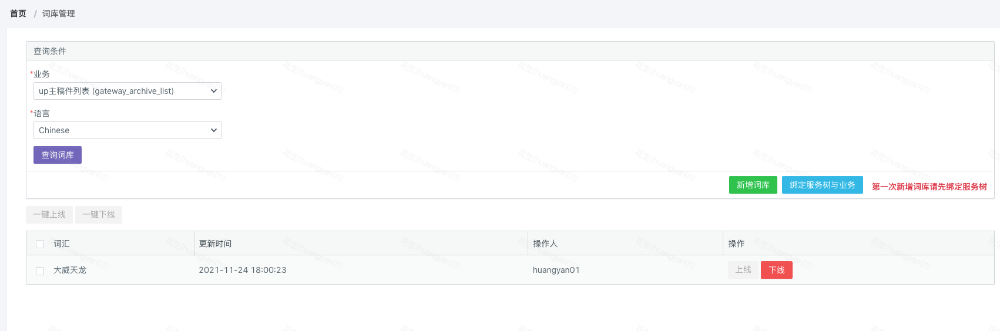 首页 / 词库管理
查询条件
*业务
up主稿件列表 (gateway_archive_list)
*语言
Chinese
查询词库
新增词库 绑定服务树与业务 第一次新增词库请先绑定服务树
一键上线 一键下线
词汇 更新时间 操作人 操作
大威天龙 2021-11-24 18:00:23 huangyan01 上线 下线
花生(huangyan01)